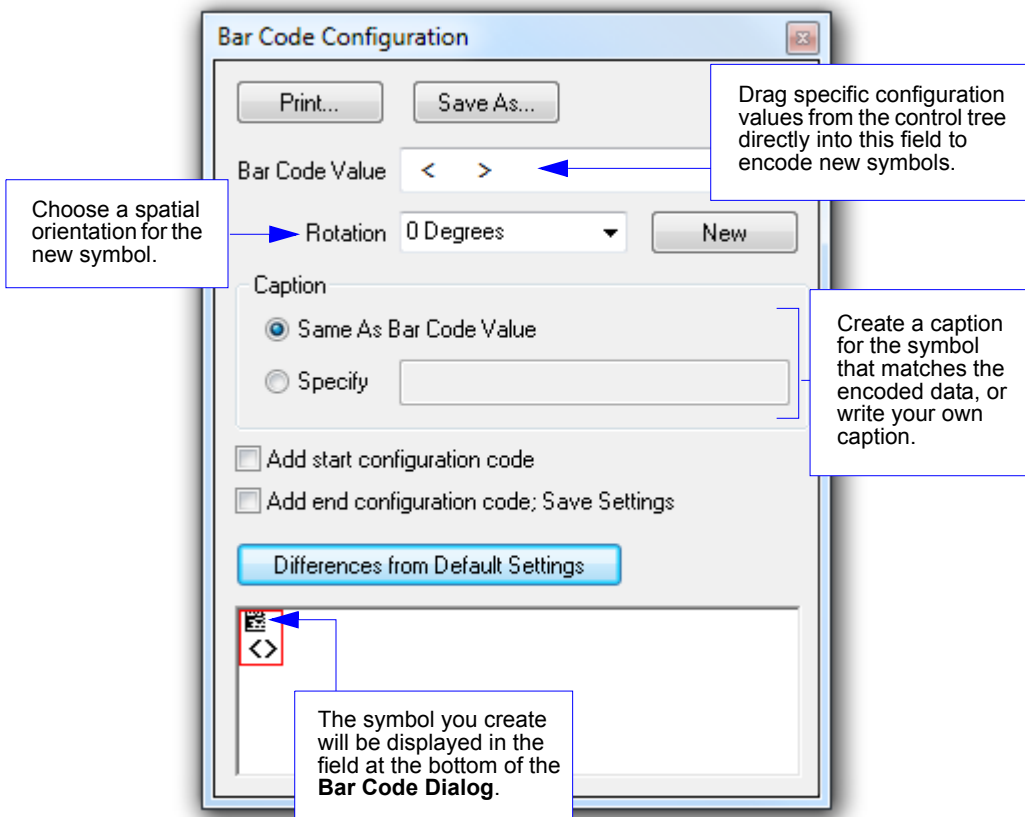 Bar Code Configuration
Print...
Save As...
Drag specific configuration
values from the control tree
directly into this field to
encode new symbols.
Bar Code Value
< >
Choose a spatial
orientation for the
new symbol.
Rotation
0 Degrees
New
Caption
Same As Bar Code Value
Specify
Create a caption
for the symbol
that matches the
encoded data, or
write your own
caption.
Add start configuration code
Add end configuration code; Save Settings
Differences from Default Settings
<>
The symbol you create
will be displayed in the
field at the bottom of the
Bar Code Dialog.